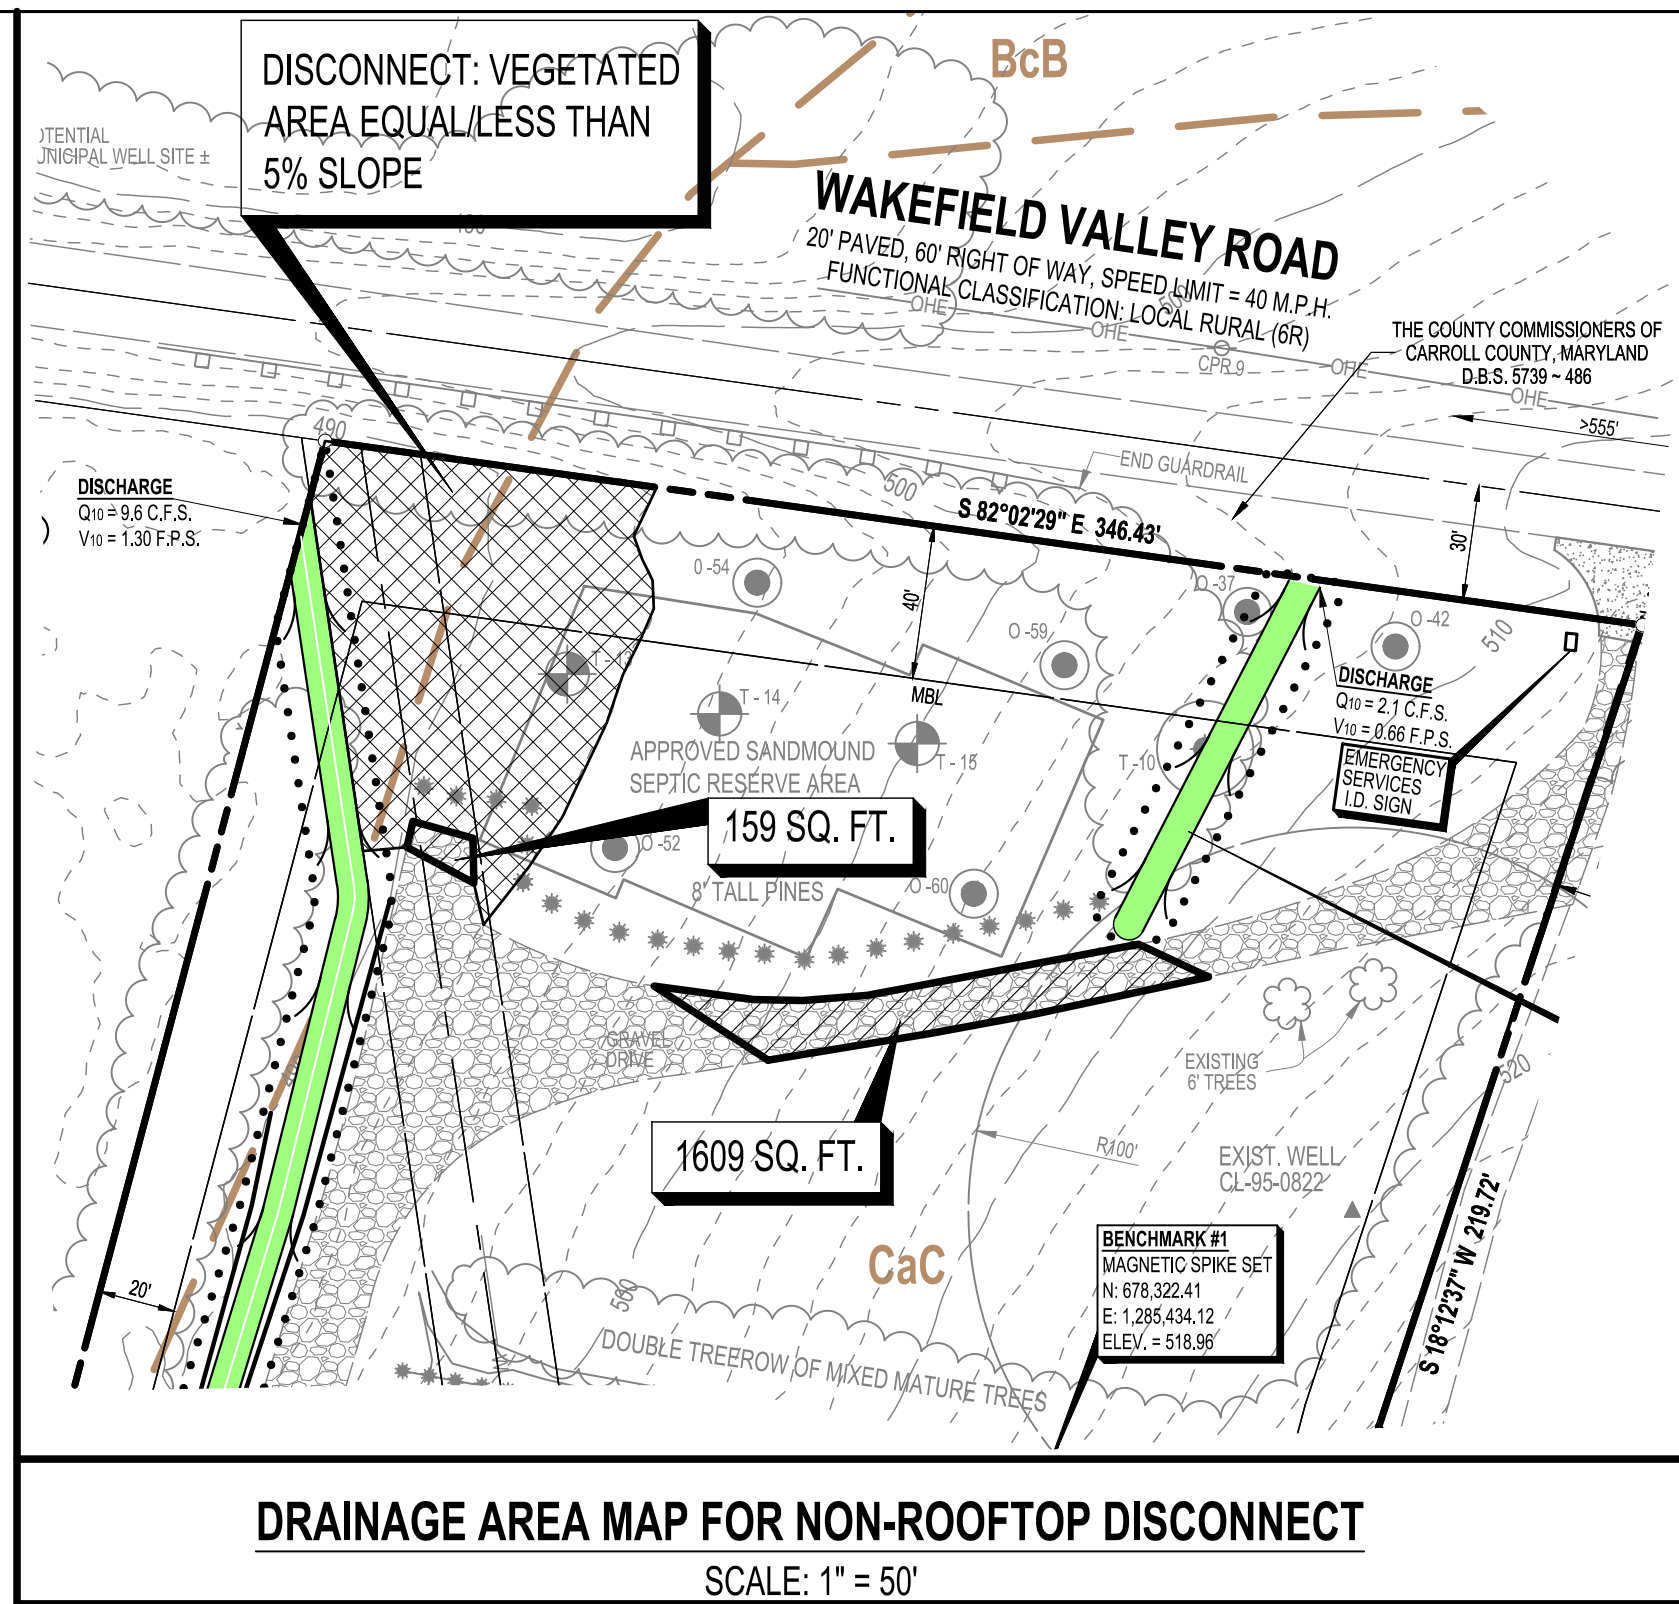 DISCONNECT: VEGETATED
AREA EQUAL/LESS THAN
5% SLOPE
BcB
OTENTIAL
UNICIPAL WELL SITE ±
490
WAKEFIELD VALLEY ROAD
20' PAVED, 60' RIGHT OF WAY, SPEED LIMIT = 40 M.P.H.
FUNCTIONAL CLASSIFICATION: LOCAL RURAL (6R)
OHE
OHE
OHE
OHE
500
CPR 9
THE COUNTY COMMISSIONERS OF
CARROLL COUNTY, MARYLAND
D.B.S. 5739 ~ 486
>555'
490
END GUARDRAIL
500
S 82°02'29" E 346.43'
30'
40'
DISCHARGE
Q10 = 9.6 C.F.S.
V10 = 1.30 F.P.S.
)
O-54
O-37
O-42
O-59
510
T-13
T-14
T-15
T-10
MBL
DISCHARGE
Q10 = 2.1 C.F.S.
V10 = 0.66 F.P.S.
EMERGENCY
SERVICES
I.D. SIGN
APPROVED SANDMOUND
SEPTIC RESERVE AREA
159 SQ. FT.
O-52
O-60
8' TALL PINES
GRAVEL
DRIVE
EXISTING
6' TREES
520
1609 SQ. FT.
R100'
EXIST. WELL
CL-95-0822
S 18°12'37" W 219.72'
BENCHMARK #1
MAGNETIC SPIKE SET
N: 678,322.41
E: 1,285,434.12
ELEV. = 518.96
CaC
20'
500
DOUBLE TREEROW OF MIXED MATURE TREES
DRAINAGE AREA MAP FOR NON-ROOFTOP DISCONNECT
SCALE: 1" = 50'